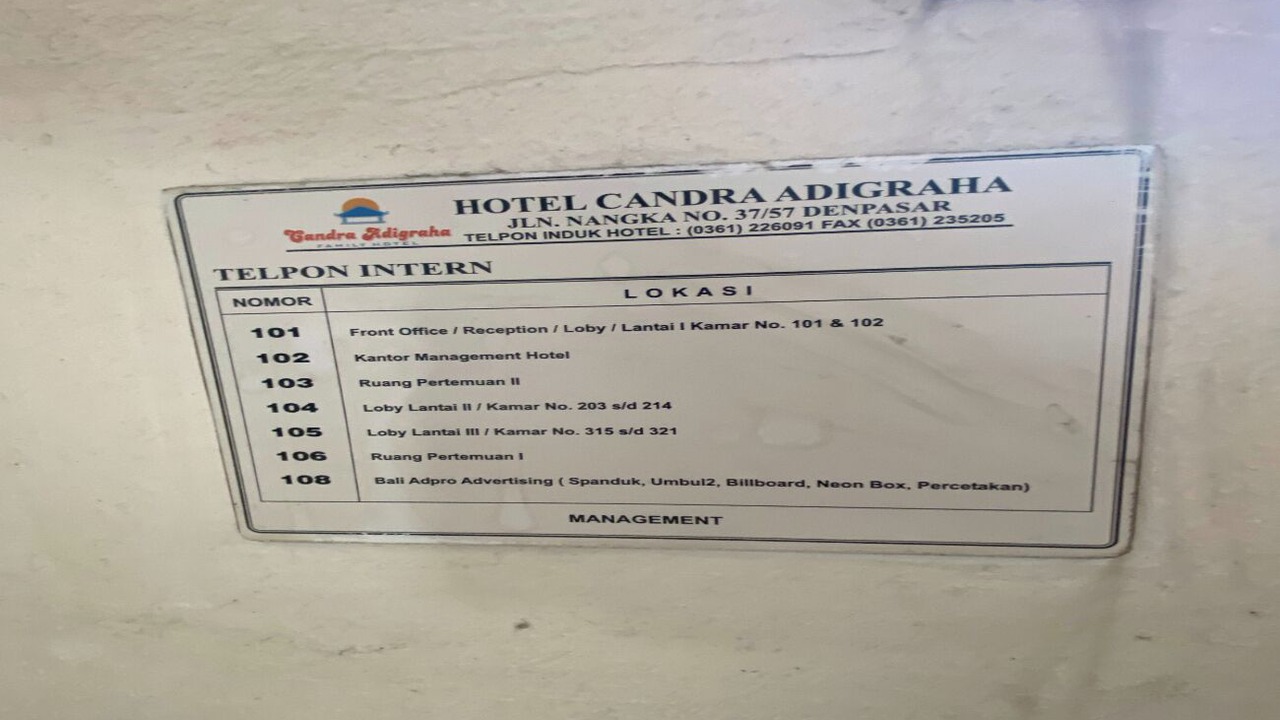 HOTEL CANDRA ADIGRAHA
JLN. NANGKA NO. 37/57 DENPASAR
TELPON INDUK HOTEL : (0361) 226091 FAX (0361) 235205
Candra Adigraha
FAMILY HOTEL
TELPON INTERN
NOMOR LOKASI
101 Front Office / Reception / Loby / Lantai I Kamar No. 101 & 102
102 Kantor Management Hotel
103 Ruang Pertemuan II
104 Loby Lantai II / Kamar No. 203 s/d 214
105 Loby Lantai III / Kamar No. 315 s/d 321
106 Ruang Pertemuan I
108 Bali Adpro Advertising ( Spanduk, Umbul2, Billboard, Neon Box, Percetakan)
MANAGEMENT